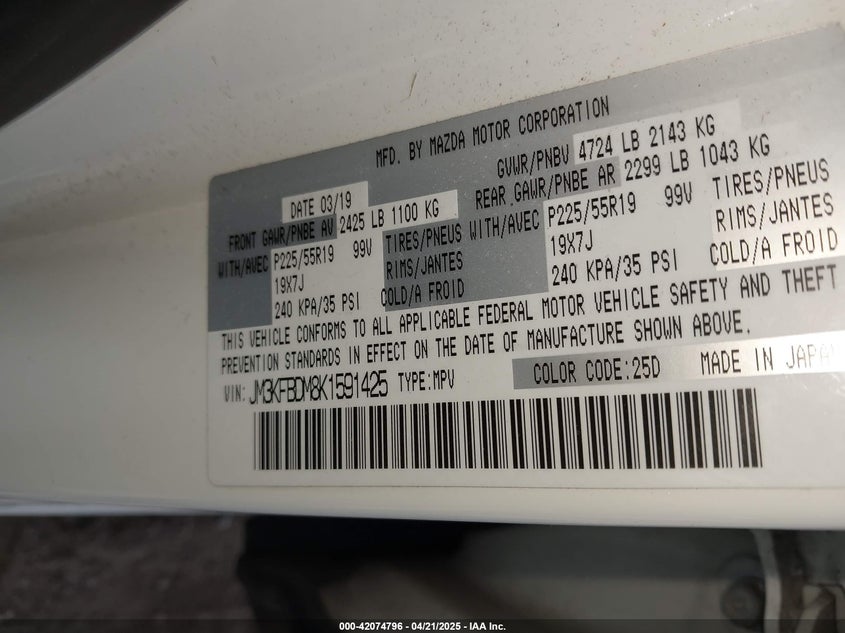 MFD. BY MAZDA MOTOR CORPORATION
DATE 03/19 GVWR/PNBV 4724 LB 2143 KG
FRONT GAWR/PNBE AV 2425 LB 1100 KG REAR GAWR/PNBE AR 2299 LB 1043 KG
WITH/AVEC P225/55R19 99V TIRES/PNEUS WITH/AVEC P225/55R19 99V TIRES/PNEUS
19X7J RIMS/JANTES 19X7J RIMS/JANTES
240 KPA/35 PSI COLD/A FROID 240 KPA/35 PSI COLD/A FROID
THIS VEHICLE CONFORMS TO ALL APPLICABLE FEDERAL MOTOR VEHICLE SAFETY AND THEFT
PREVENTION STANDARDS IN EFFECT ON THE DATE OF MANUFACTURE SHOWN ABOVE.
VIN: JM3KFBDM8K1591425 TYPE:MPV COLOR CODE:25D MADE IN JAPAN
000-42074796 - 04/21/2025 - IAA Inc.